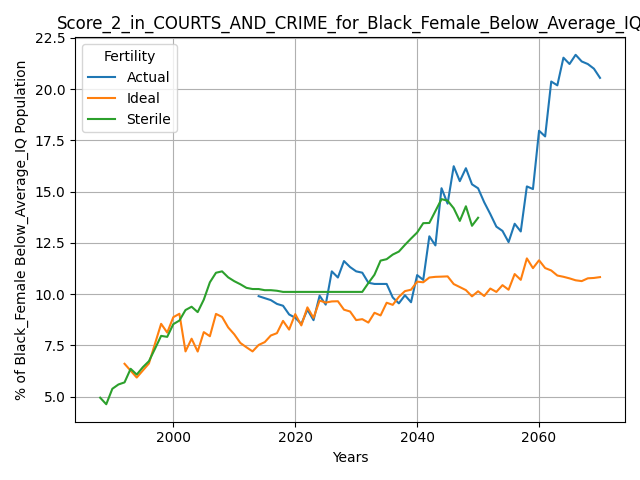 Score_2_in_COURTS_AND_CRIME_for_Black_Female_Below_Average_IQ
% of Black_Female Below_Average_IQ Population
22.5
20.0
17.5
15.0
12.5
10.0
7.5
5.0
Fertility
Actual
Ideal
Sterile
2000
2020
2040
2060
Years